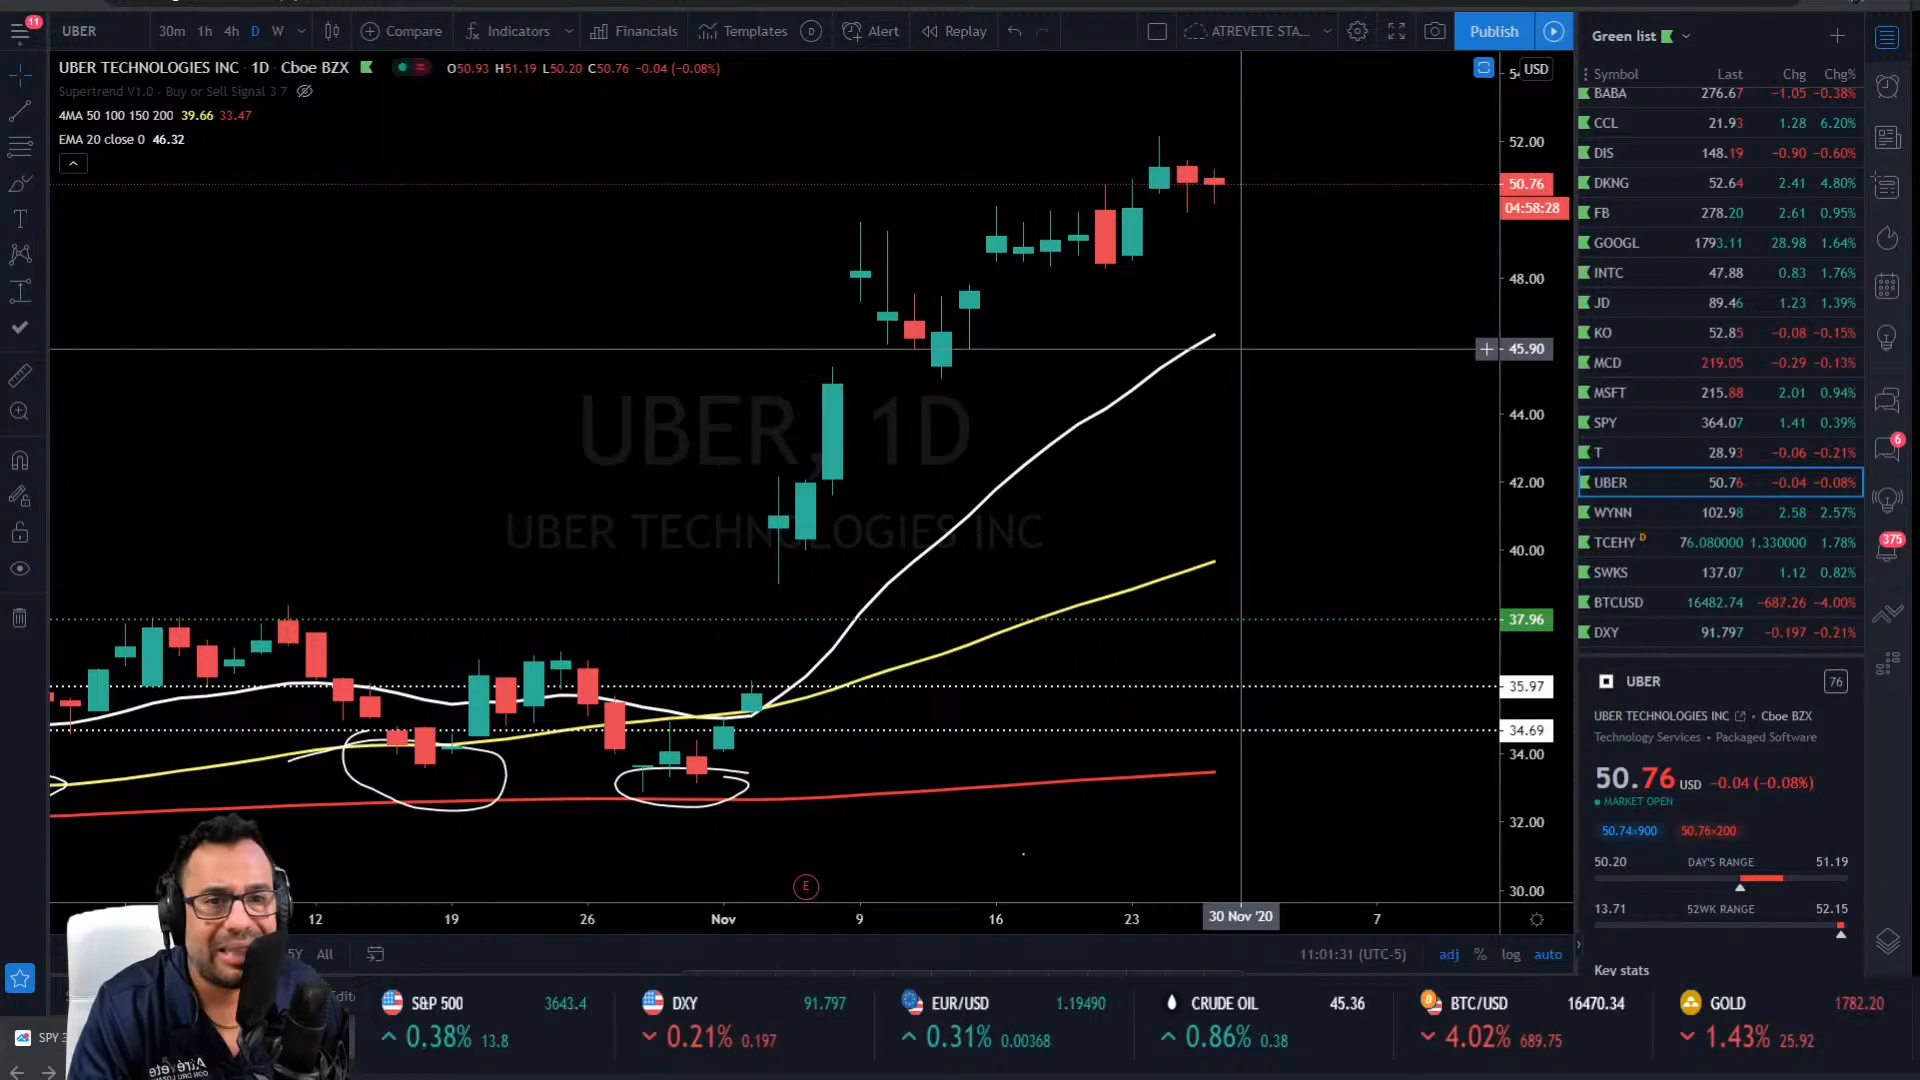 11
UBER
30m 1h 4h D W
Compare
Indicators
Financials
Templates
D
Alert
Replay
ATREVETE STA...
Publish
UBER TECHNOLOGIES INC · 1D · Cboe BZX
O50.93 H51.19 L50.20 C50.76 −0.04 (−0.08%)
Supertrend V1.0 - Buy or Sell Signal 3 7
4MA 50 100 150 200 39.66 33.47
EMA 20 close 0 46.32
UBER, 1D
UBER TECHNOLOGIES INC
USD
52.00
50.76
04:58:28
48.00
45.90
44.00
42.00
40.00
37.96
35.97
34.69
34.00
32.00
30.00
E
12 19 26 Nov 9 16 23 30 Nov '20 7
5Y All
11:01:31 (UTC-5)
adj % log auto
Green list
Symbol Last Chg Chg%
BABA 276.67 −1.05 −0.38%
CCL 21.93 1.28 6.20%
DIS 148.19 −0.90 −0.60%
DKNG 52.64 2.41 4.80%
FB 278.20 2.61 0.95%
GOOGL 1793.11 28.98 1.64%
INTC 47.88 0.83 1.76%
JD 89.46 1.23 1.39%
KO 52.85 −0.08 −0.15%
MCD 219.05 −0.29 −0.13%
MSFT 215.88 2.01 0.94%
SPY 364.07 1.41 0.39%
T 28.93 −0.06 −0.21%
UBER 50.76 −0.04 −0.08%
WYNN 102.98 2.58 2.57%
TCEHY D 76.080000 1.330000 1.78%
SWKS 137.07 1.12 0.82%
BTCUSD 16482.74 −687.26 −4.00%
DXY 91.797 −0.197 −0.21%
UBER
76
UBER TECHNOLOGIES INC • Cboe BZX
Technology Services • Packaged Software
50.76 USD −0.04 (−0.08%)
MARKET OPEN
50.74×900 50.76×200
50.20 DAY'S RANGE 51.19
13.71 52WK RANGE 52.15
Key stats
6
375
S&P 500 3643.4
0.38% 13.8
DXY 91.797
0.21% 0.197
EUR/USD 1.19490
0.31% 0.00368
CRUDE OIL 45.36
0.86% 0.38
BTC/USD 16470.34
4.02% 689.75
GOLD 1782.20
1.43% 25.92
SPY